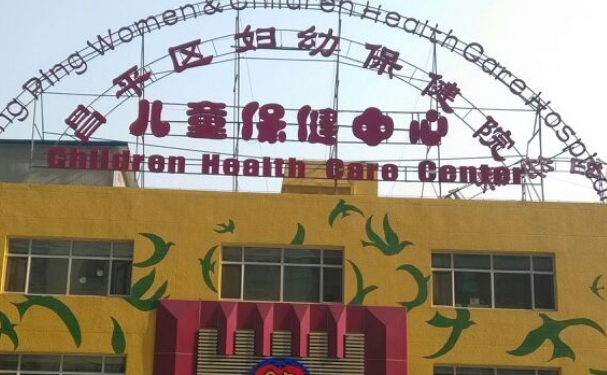 ng Ping Women & Children Health Care Hospital
昌平区妇幼保健院
儿童保健中心
Children Health Care Center